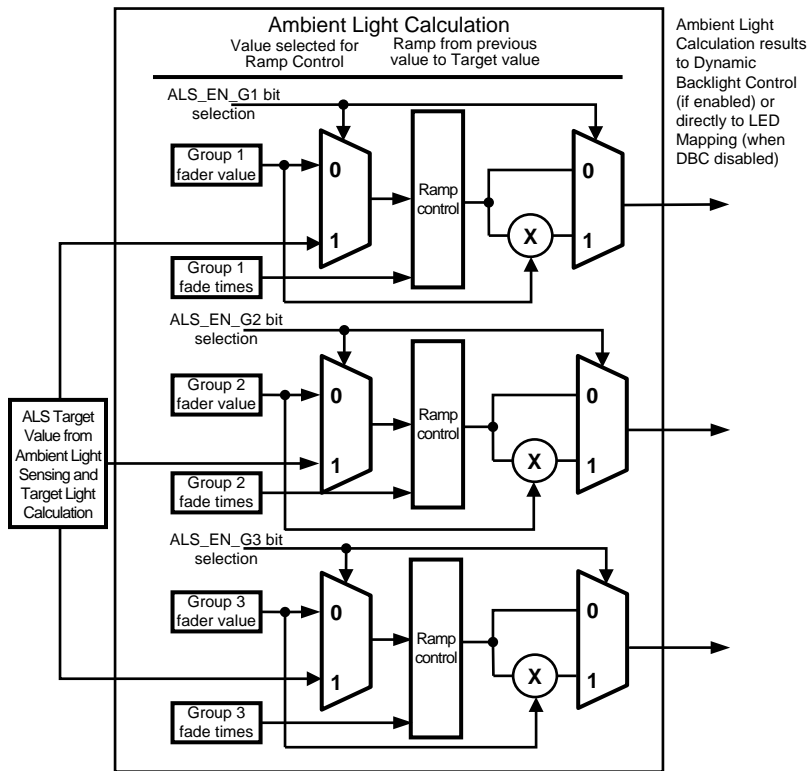 Ambient Light Calculation
Value selected for
Ramp Control
Ramp from previous
value to Target value
Ambient Light
Calculation results
to Dynamic
Backlight Control
(if enabled) or
directly to LED
Mapping (when
DBC disabled)
ALS_EN_G1 bit
selection
Group 1
fader value
0
1
Ramp
control
X
0
1
Group 1
fade times
ALS_EN_G2 bit
selection
Group 2
fader value
0
1
Ramp
control
X
0
1
Group 2
fade times
ALS Target
Value from
Ambient Light
Sensing and
Target Light
Calculation
ALS_EN_G3 bit
selection
Group 3
fader value
0
1
Ramp
control
X
0
1
Group 3
fade times